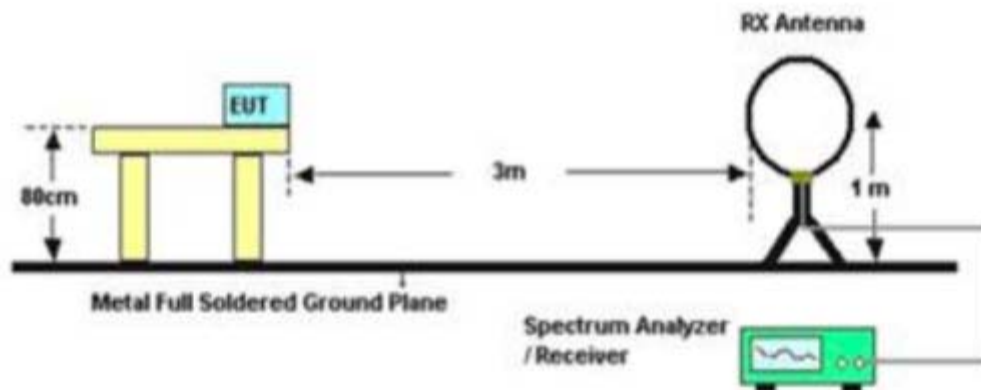 RX Antenna
EUT
80cm
3m
1 m
Metal Full Soldered Ground Plane
Spectrum Analyzer
/ Receiver